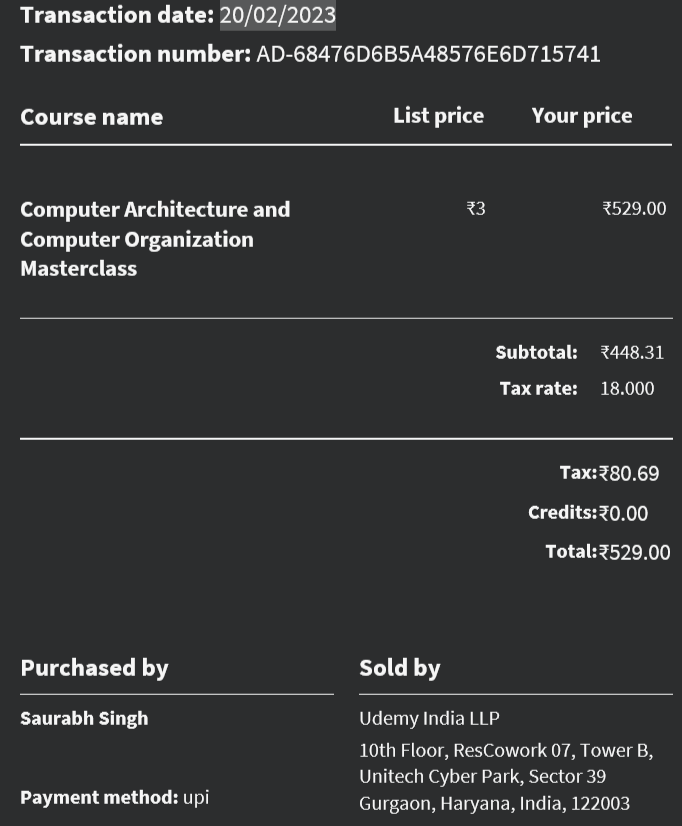 Transaction date: 20/02/2023
Transaction number: AD-68476D6B5A48576E6D715741
Course name List price Your price
Computer Architecture and ₹3 ₹529.00
Computer Organization
Masterclass
Subtotal: ₹448.31
Tax rate: 18.000
Tax:₹80.69
Credits:₹0.00
Total:₹529.00
Purchased by Sold by
Saurabh Singh Udemy India LLP
10th Floor, ResCowork 07, Tower B,
Unitech Cyber Park, Sector 39
Payment method: upi Gurgaon, Haryana, India, 122003